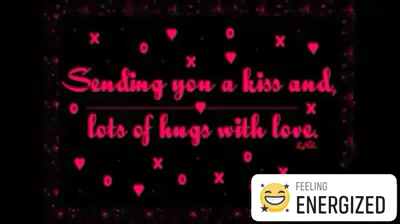 Sending you a kiss and,
lots of hugs with love.
FEELING
ENERGIZED